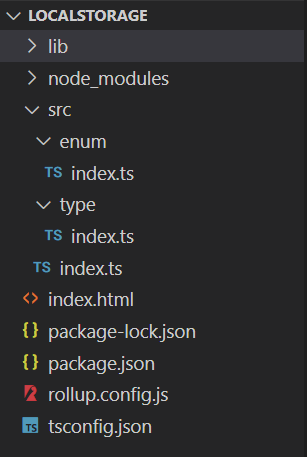 LOCALSTORAGE
lib
node_modules
src
enum
TS index.ts
type
TS index.ts
TS index.ts
<> index.html
{} package-lock.json
{} package.json
rollup.config.js
TS tsconfig.json